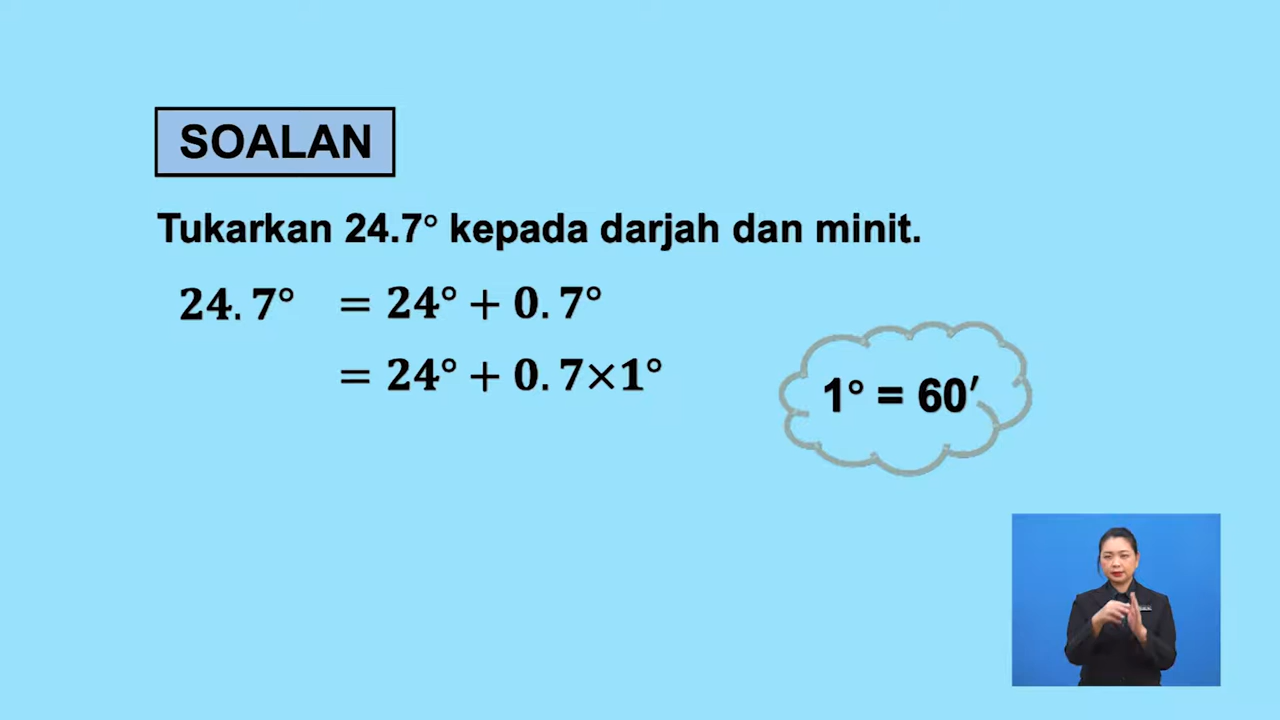 SOALAN
Tukarkan 24.7° kepada darjah dan minit.
24.7° = 24° + 0.7°
= 24° + 0.7×1°
1° = 60′